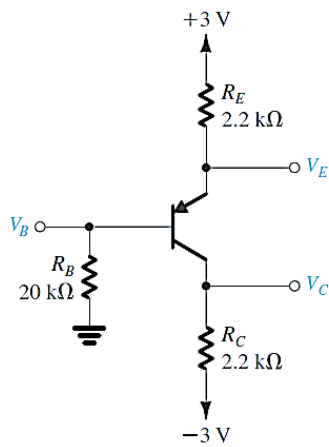 +3 V
R_E
2.2 kΩ
V_E
V_B
R_B
20 kΩ
V_C
R_C
2.2 kΩ
−3 V